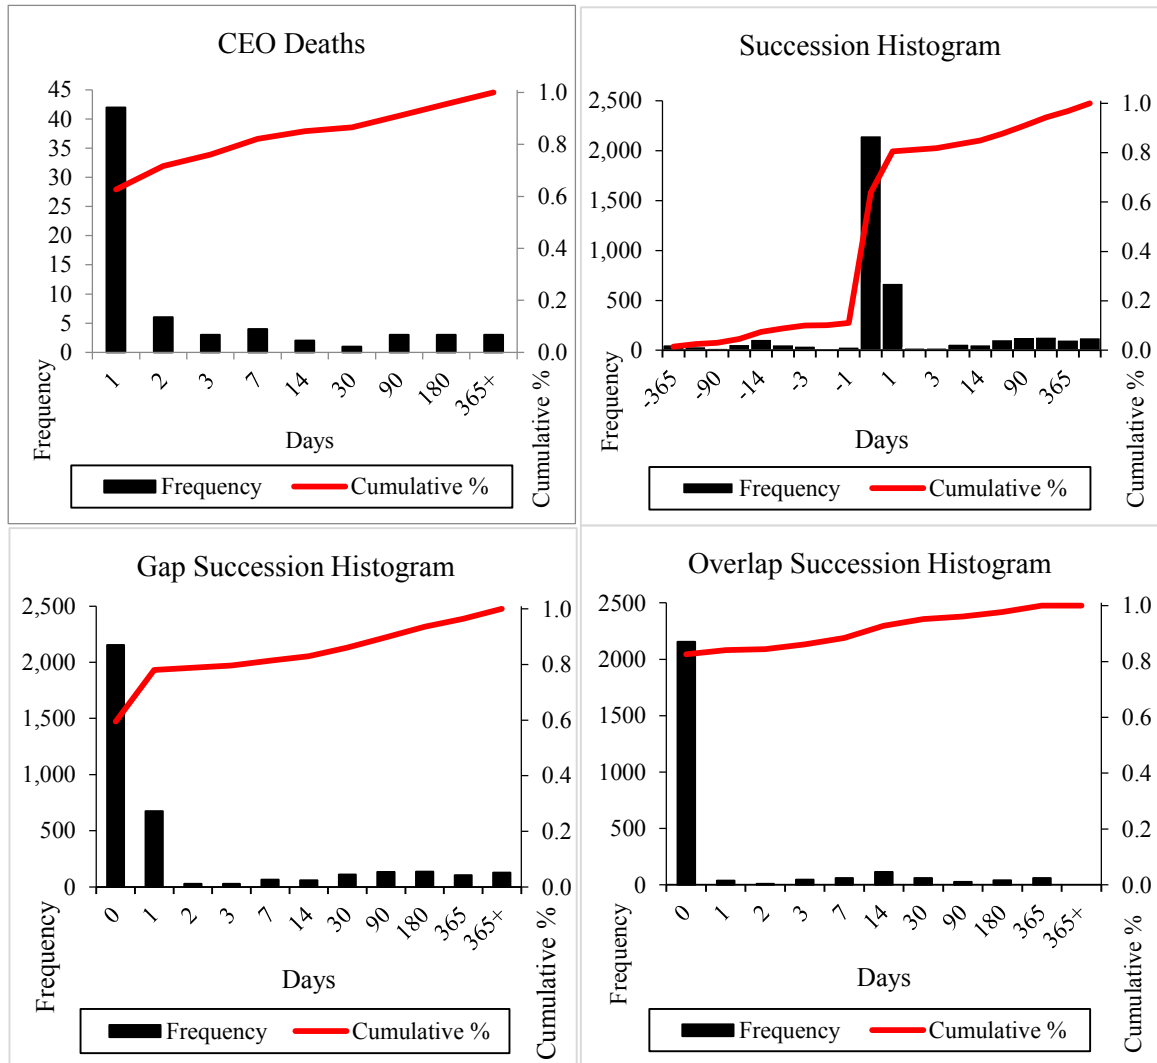 CEO Deaths
45
40
35
30
25
20
15
10
5
0
1.0
0.8
0.6
0.4
0.2
0.0
1 2 3 7 14 30 90 180 365+
Frequency
Days
Cumulative %
Frequency Cumulative %
Succession Histogram
2,500
2,000
1,500
1,000
500
0
1.0
0.8
0.6
0.4
0.2
0.0
-365 -90 -14 -3 -1 1 3 14 90 365
Frequency
Days
Cumulative %
Frequency Cumulative %
Gap Succession Histogram
2,500
2,000
1,500
1,000
500
0
1.0
0.8
0.6
0.4
0.2
0.0
0 1 2 3 7 14 30 90 180 365 365+
Frequency
Days
Cumulative %
Frequency Cumulative %
Overlap Succession Histogram
2500
2000
1500
1000
500
0
1.0
0.8
0.6
0.4
0.2
0.0
0 1 2 3 7 14 30 90 180 365 365+
Frequency
Days
Cumulative %
Frequency Cumulative %